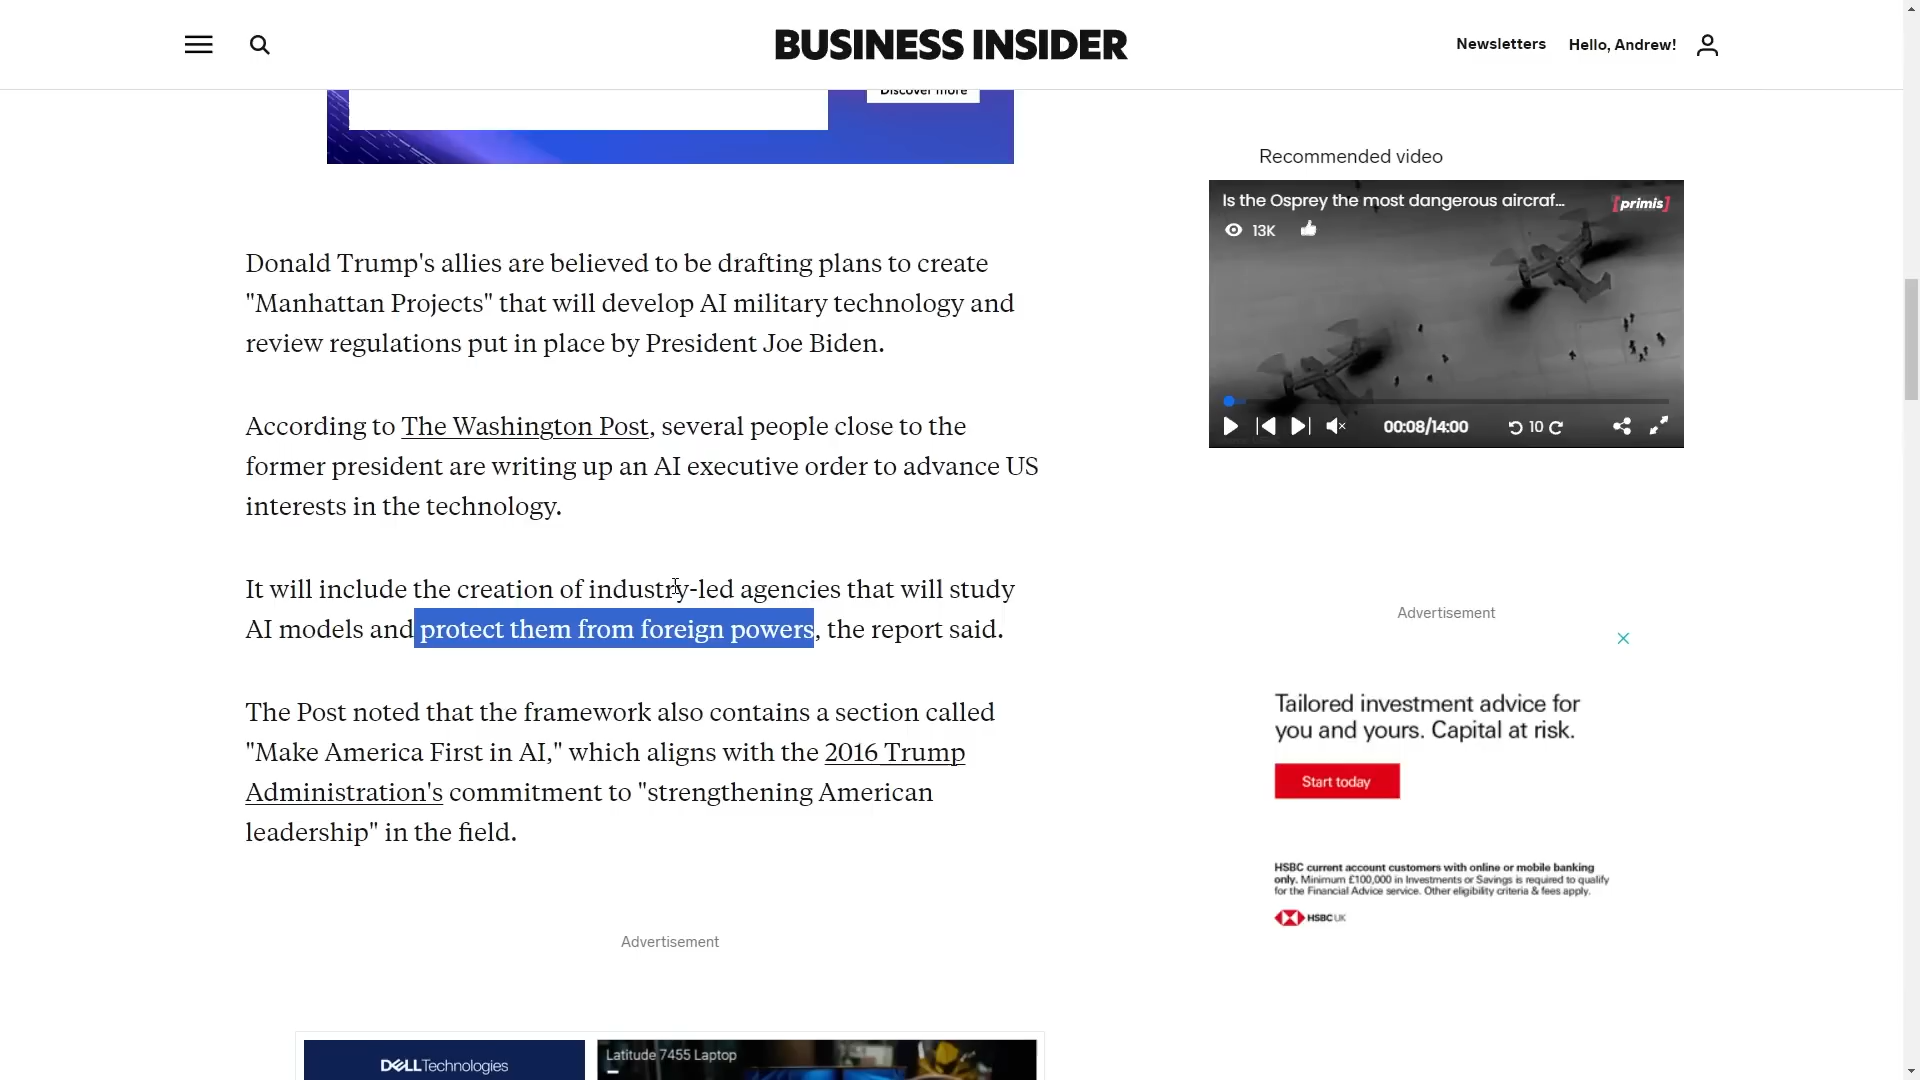 BUSINESS INSIDER
Newsletters
Hello, Andrew!
Discover more
Recommended video
Is the Osprey the most dangerous aircraf...
[primis]
13K
00:08/14:00
10
Donald Trump's allies are believed to be drafting plans to create
"Manhattan Projects" that will develop AI military technology and
review regulations put in place by President Joe Biden.
According to The Washington Post, several people close to the
former president are writing up an AI executive order to advance US
interests in the technology.
It will include the creation of industry-led agencies that will study
AI models and protect them from foreign powers, the report said.
The Post noted that the framework also contains a section called
"Make America First in AI," which aligns with the 2016 Trump
Administration's commitment to "strengthening American
leadership" in the field.
Advertisement
Tailored investment advice for
you and yours. Capital at risk.
Start today
HSBC current account customers with online or mobile banking
only. Minimum £100,000 in Investments or Savings is required to qualify
for the Financial Advice service. Other eligibility criteria & fees apply.
HSBC UK
Advertisement
DELLTechnologies
Latitude 7455 Laptop